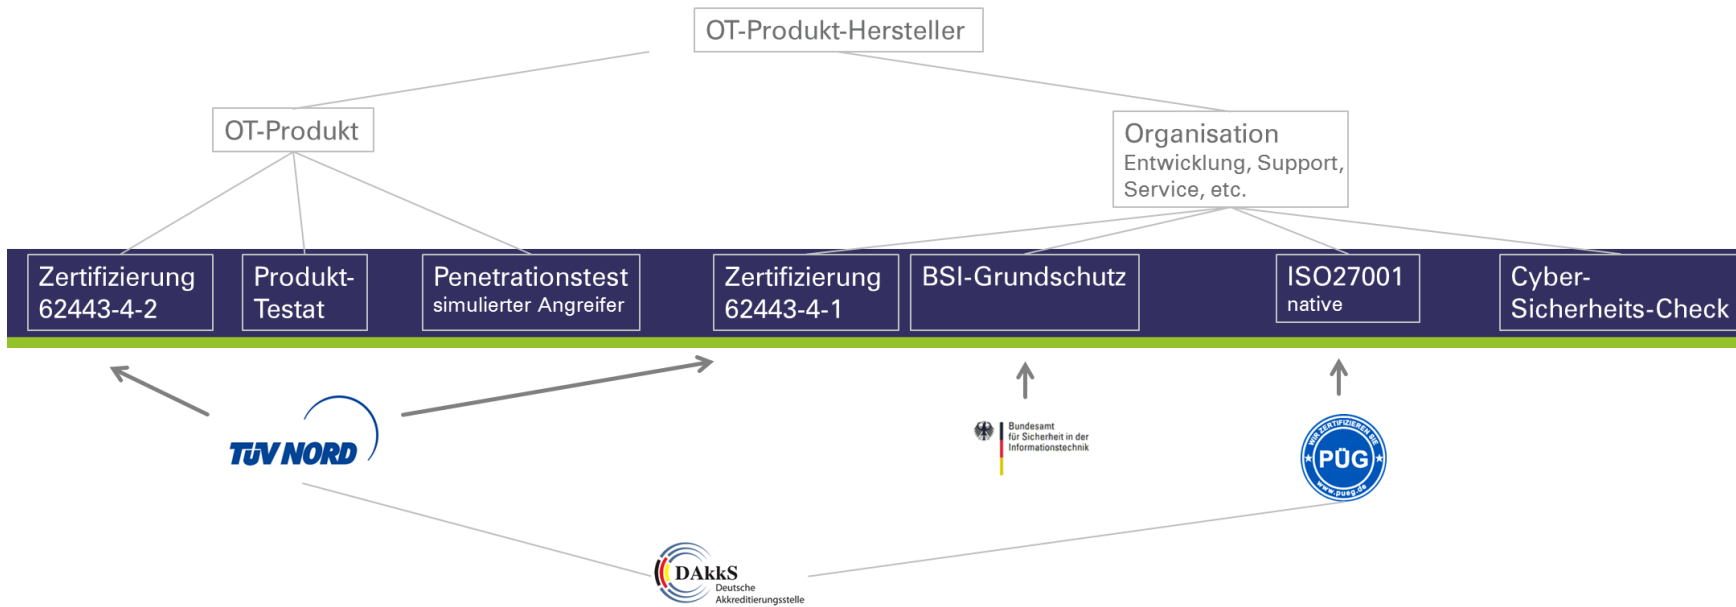 OT-Produkt-Hersteller
OT-Produkt
Organisation
Entwicklung, Support,
Service, etc.
Zertifizierung
62443-4-2
Produkt-
Testat
Penetrationstest
simulierter Angreifer
Zertifizierung
62443-4-1
BSI-Grundschutz
ISO27001
native
Cyber-
Sicherheits-Check
TÜV NORD
Bundesamt
für Sicherheit in der
Informationstechnik
WIR ZERTIFIZIEREN SIE
PÜG
www.pueg.de
DAkkS
Deutsche
Akkreditierungsstelle